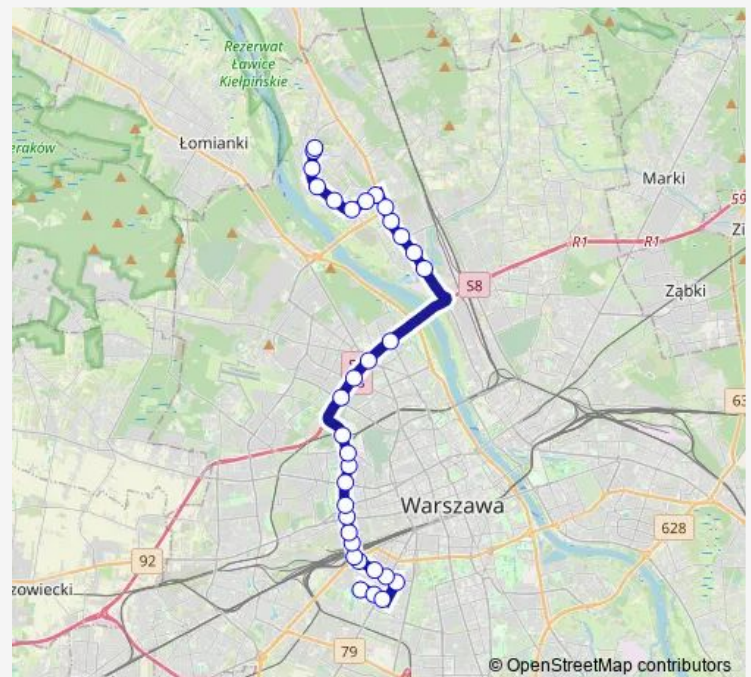 Rezerwat
Ławice
Kiełpińskie
Łomianki
eraków
Marki
S9
Zi
R1
R1
S8
Ząbki
63
Warszawa
628
92
zowiecki
79
© OpenStreetMap contributors